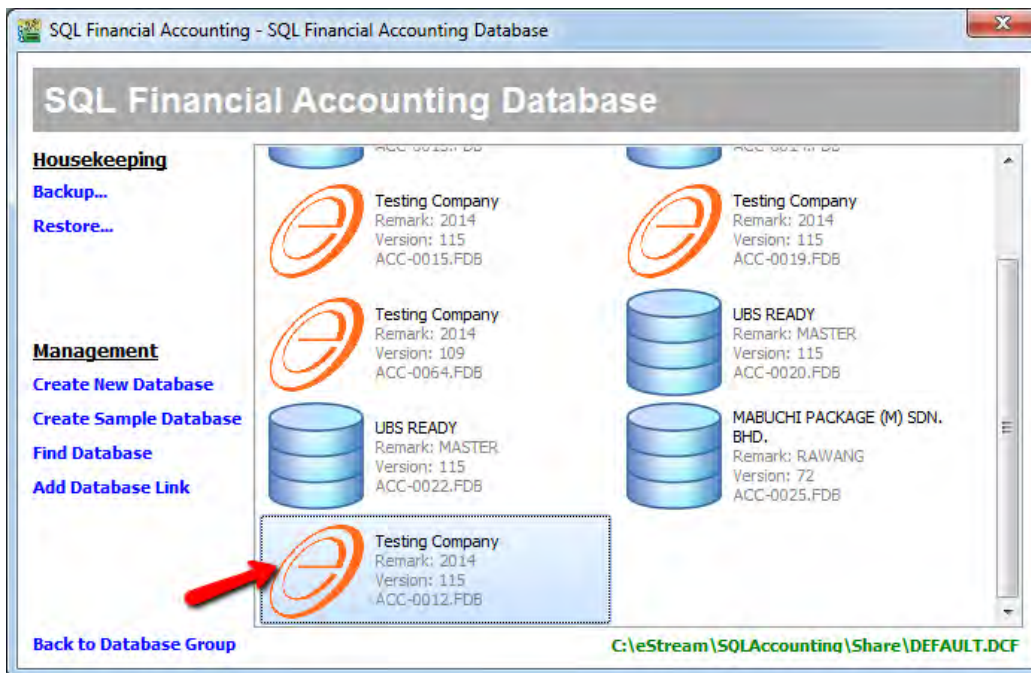 SQL Financial Accounting - SQL Financial Accounting Database
SQL Financial Accounting Database
Housekeeping
Backup...
Restore...
Management
Create New Database
Create Sample Database
Find Database
Add Database Link
Back to Database Group
Testing Company
Remark: 2014
Version: 115
ACC-0015.FDB
Testing Company
Remark: 2014
Version: 115
ACC-0019.FDB
Testing Company
Remark: 2014
Version: 109
ACC-0064.FDB
UBS READY
Remark: MASTER
Version: 115
ACC-0020.FDB
UBS READY
Remark: MASTER
Version: 115
ACC-0022.FDB
MABUCHI PACKAGE (M) SDN.
BHD.
Remark: RAWANG
Version: 72
ACC-0025.FDB
Testing Company
Remark: 2014
Version: 115
ACC-0012.FDB
C:\eStream\SQLAccounting\Share\DEFAULT.DCF